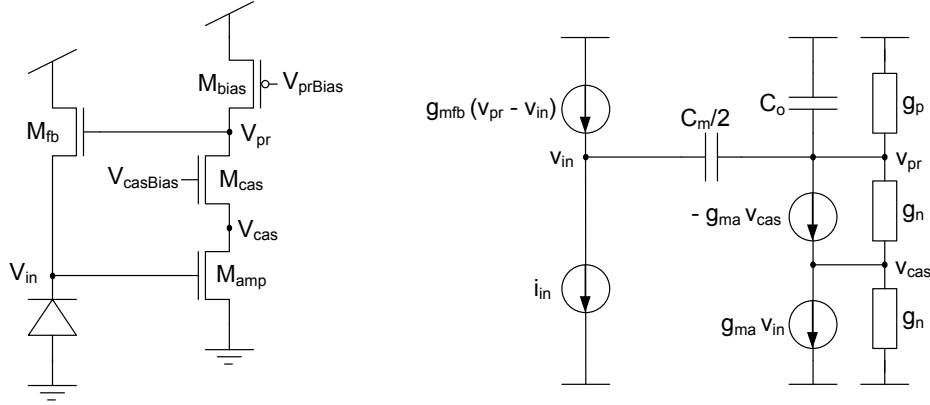 M_bias
V_prBias
M_fb
V_pr
V_casBias
M_cas
V_cas
V_in
M_amp
g_mfb (v_pr - v_in)
C_o
g_p
C_m/2
v_in
v_pr
- g_ma v_cas
g_n
v_cas
i_in
g_ma v_in
g_n